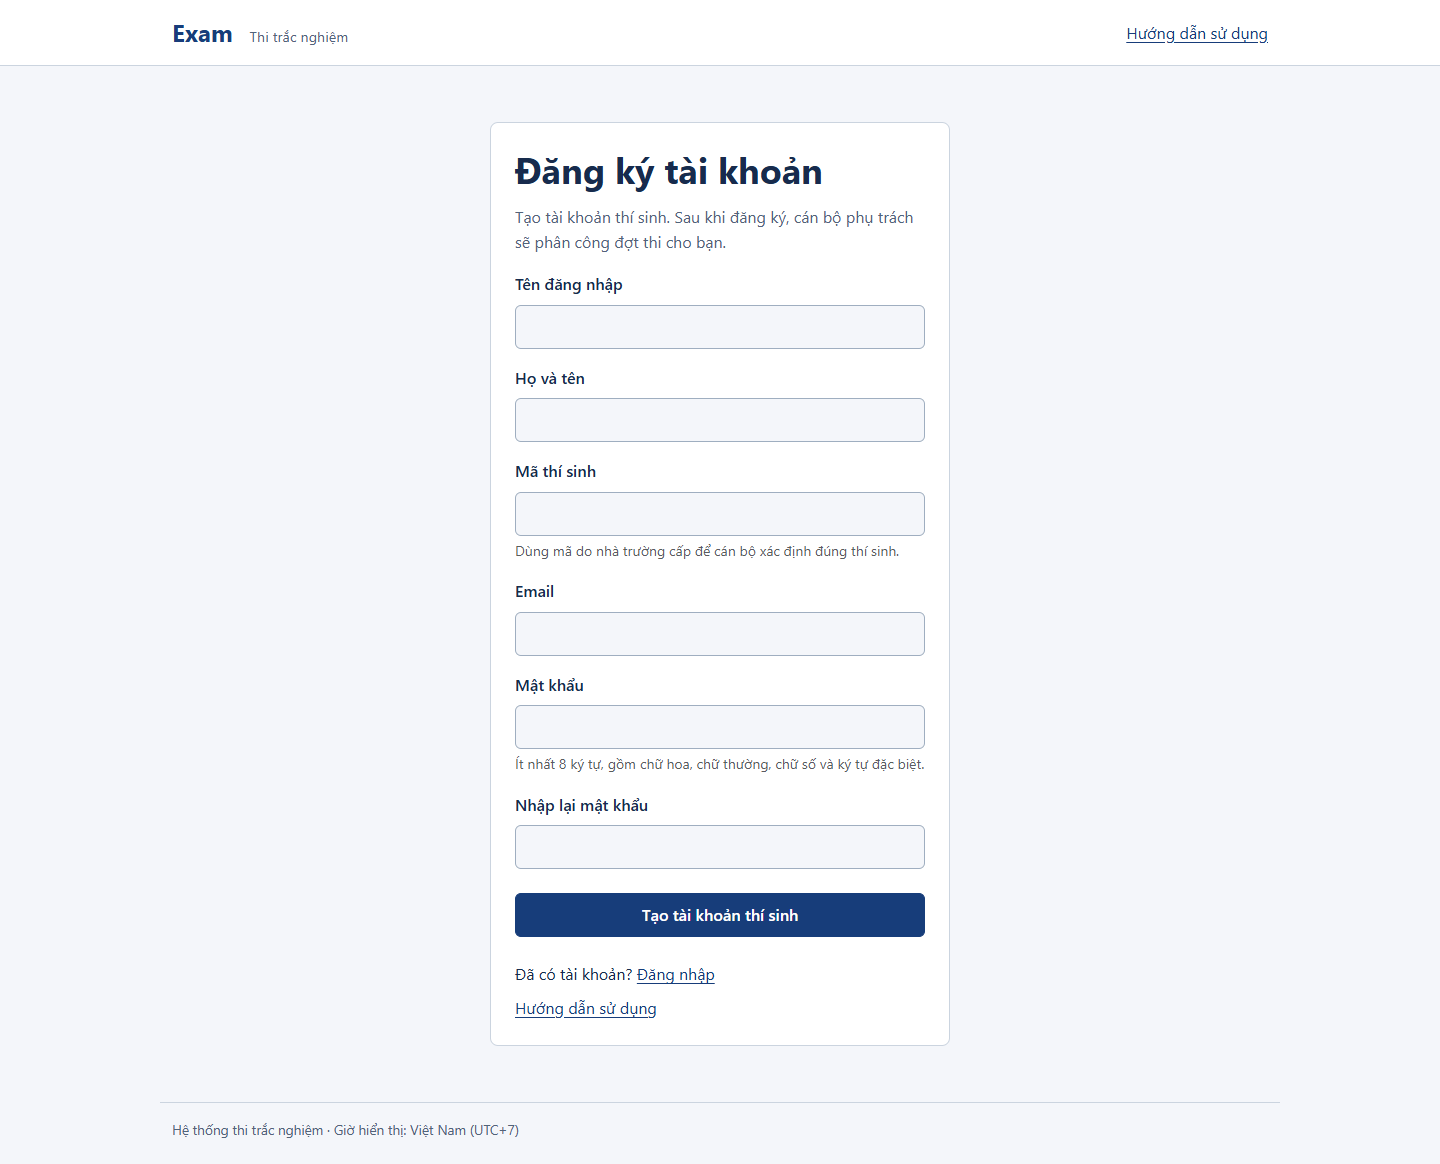 Exam Thi trắc nghiệm
Hướng dẫn sử dụng
Đăng ký tài khoản
Tạo tài khoản thí sinh. Sau khi đăng ký, cán bộ phụ trách
sẽ phân công đợt thi cho bạn.
Tên đăng nhập
Họ và tên
Mã thí sinh
Dùng mã do nhà trường cấp để cán bộ xác định đúng thí sinh.
Email
Mật khẩu
Ít nhất 8 ký tự, gồm chữ hoa, chữ thường, chữ số và ký tự đặc biệt.
Nhập lại mật khẩu
Tạo tài khoản thí sinh
Đã có tài khoản? Đăng nhập
Hướng dẫn sử dụng
Hệ thống thi trắc nghiệm · Giờ hiển thị: Việt Nam (UTC+7)